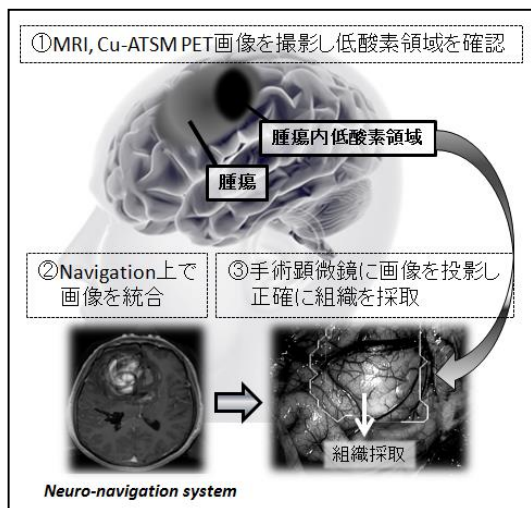 ①MRI, Cu-ATSM PET画像を撮影し低酸素領域を確認
腫瘍内低酸素領域
腫瘍
②Navigation上で
画像を統合
③手術顕微鏡に画像を投影し
正確に組織を採取
組織採取
Neuro-navigation system